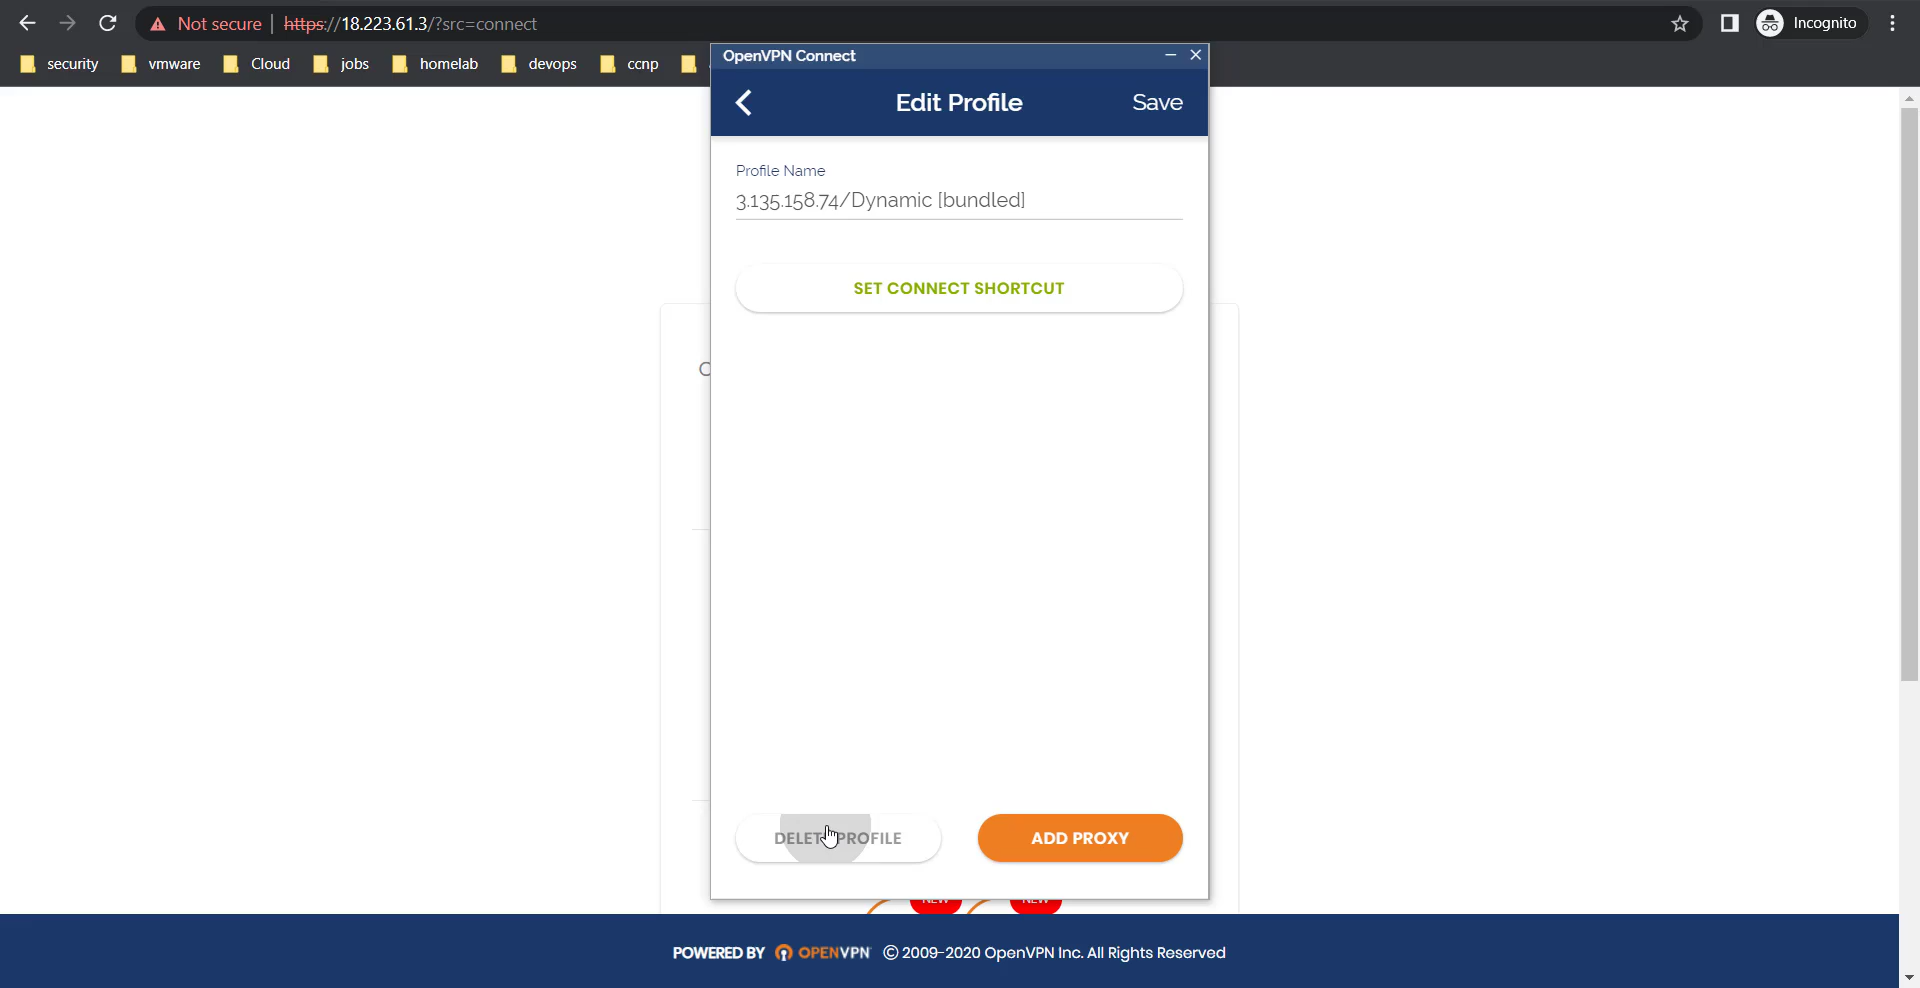 Not secure | https://18.223.61.3/?src=connect
Incognito
security vmware Cloud jobs homelab devops ccnp
OpenVPN Connect
Edit Profile
Save
Profile Name
3.135.158.74/Dynamic [bundled]
SET CONNECT SHORTCUT
DELETE PROFILE
ADD PROXY
NEW NEW
POWERED BY OPENVPN © 2009-2020 OpenVPN Inc. All Rights Reserved